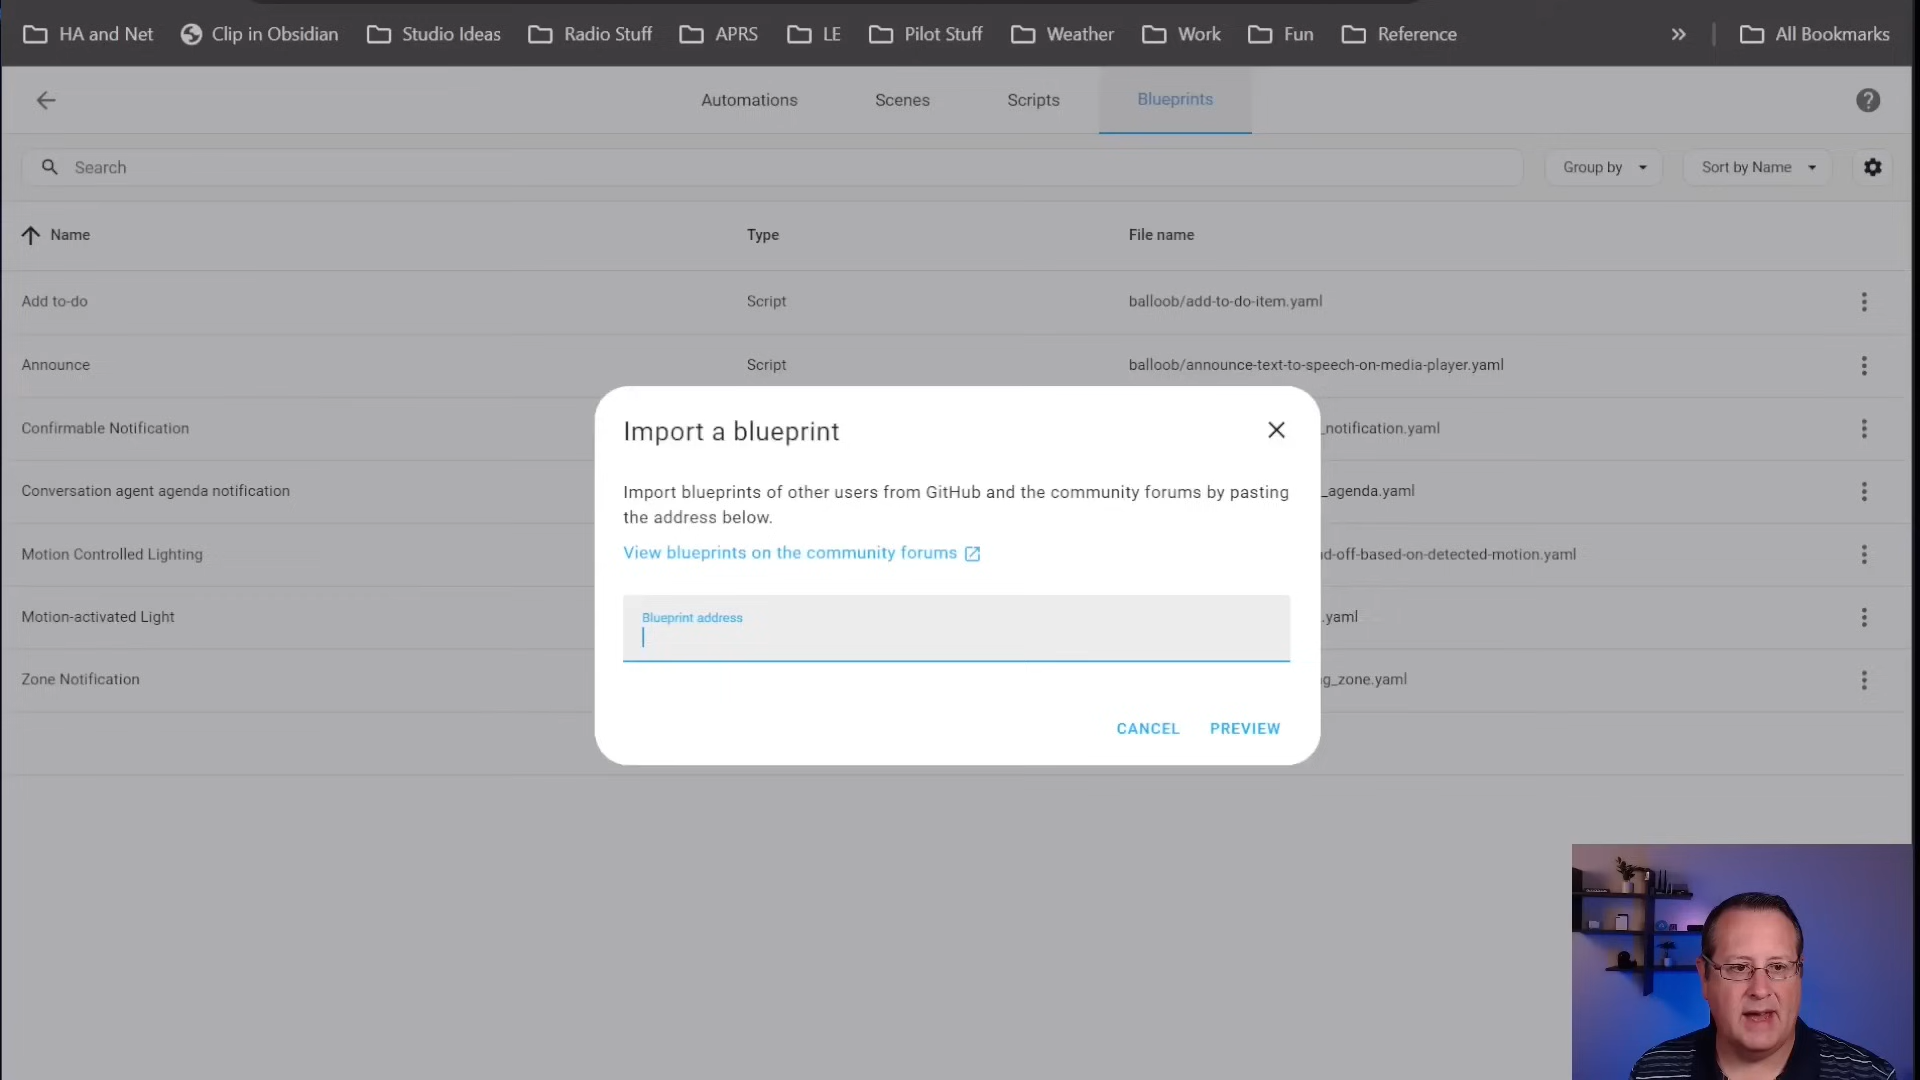 HA and Net Clip in Obsidian Studio Ideas Radio Stuff APRS LE Pilot Stuff Weather Work Fun Reference » All Bookmarks
Automations Scenes Scripts Blueprints
Search Group by Sort by Name
Name Type File name
Add to-do Script balloob/add-to-do-item.yaml
Announce Script balloob/announce-text-to-speech-on-media-player.yaml
Confirmable Notification _notification.yaml
Conversation agent agenda notification _agenda.yaml
Motion Controlled Lighting d-off-based-on-detected-motion.yaml
Motion-activated Light .yaml
Zone Notification g_zone.yaml
Import a blueprint
Import blueprints of other users from GitHub and the community forums by pasting
the address below.
View blueprints on the community forums
Blueprint address
CANCEL PREVIEW